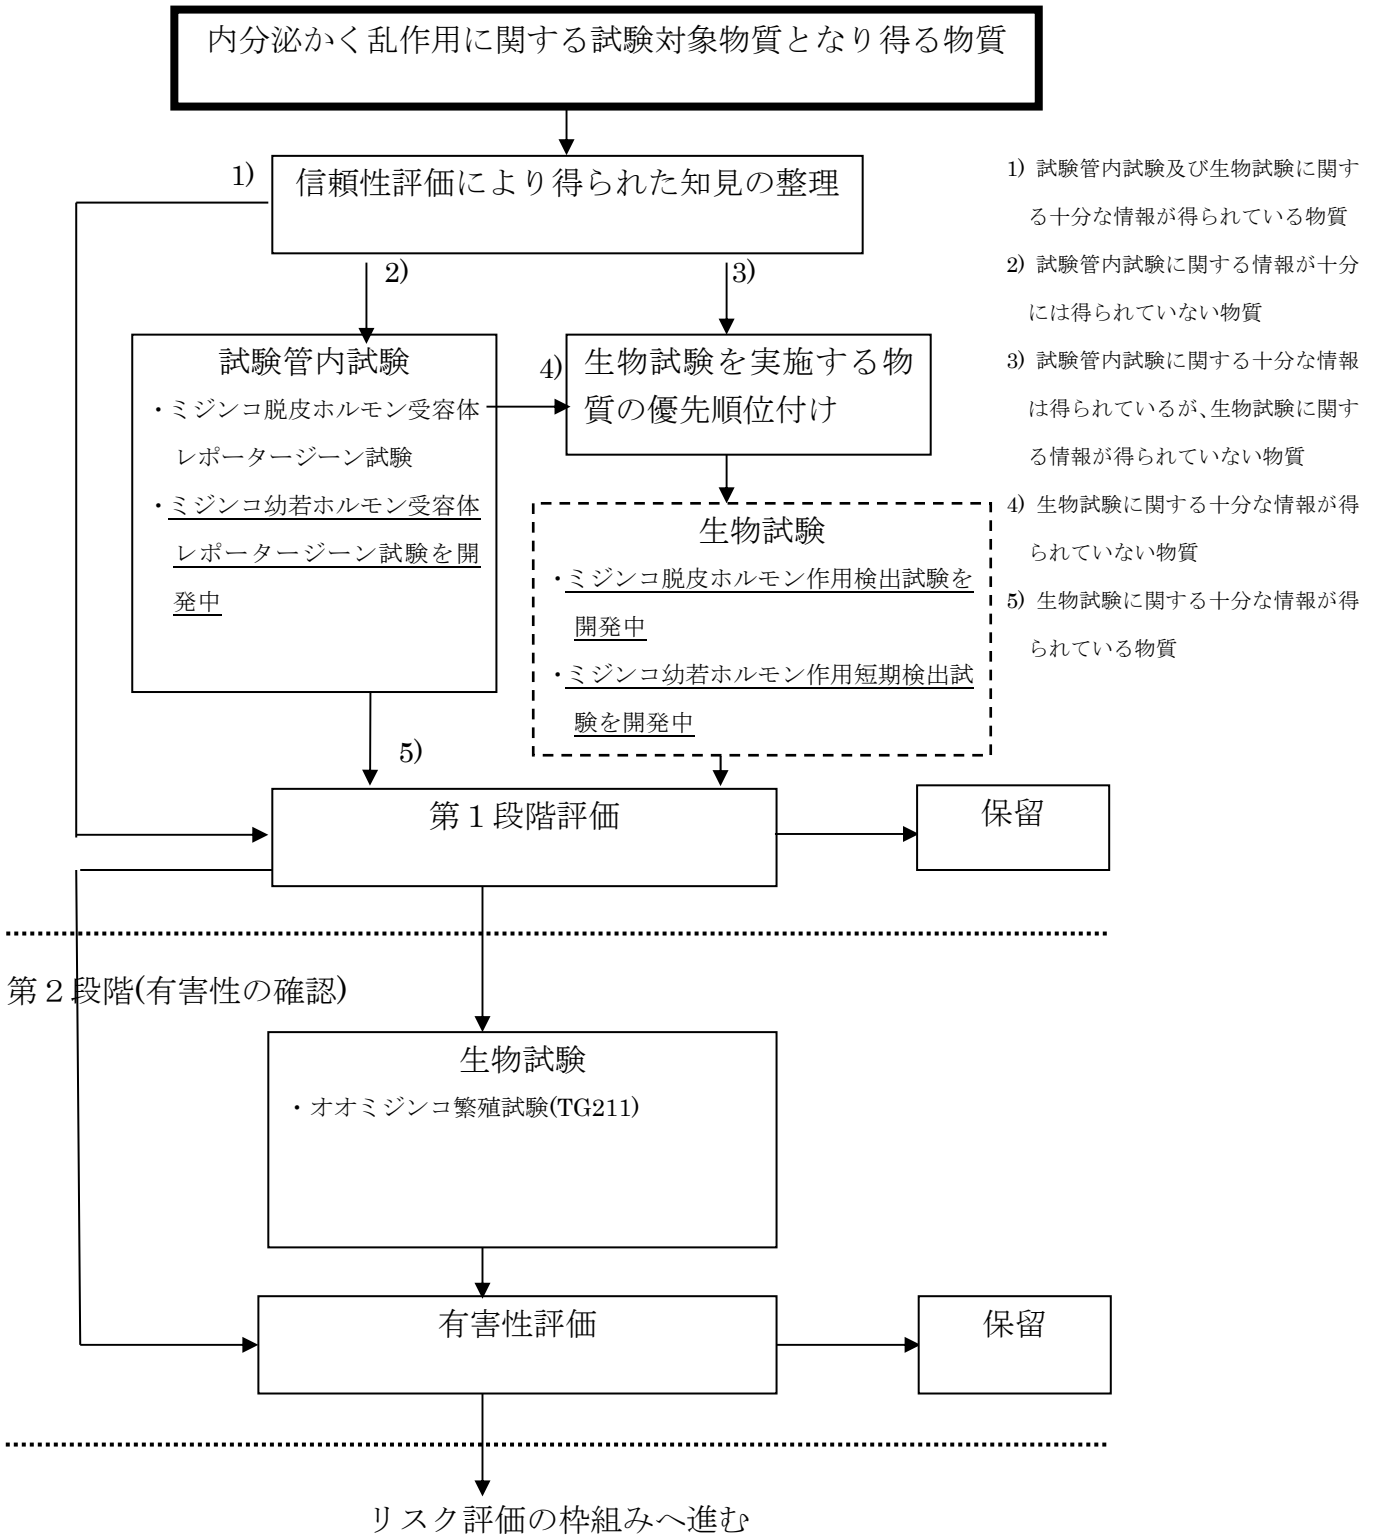 内分泌かく乱作用に関する試験対象物質となり得る物質
1)
信頼性評価により得られた知見の整理
2)
3)
試験管内試験
・ミジンコ脱皮ホルモン受容体
レポータージーン試験
・ミジンコ幼若ホルモン受容体
レポータージーン試験を開
発中
4)
生物試験を実施する物
質の優先順位付け
生物試験
・ミジンコ脱皮ホルモン作用検出試験を
開発中
・ミジンコ幼若ホルモン作用短期検出試
験を開発中
1) 試験管内試験及び生物試験に関す
る十分な情報が得られている物質
2) 試験管内試験に関する情報が十分
には得られていない物質
3) 試験管内試験に関する十分な情報
は得られているが、生物試験に関す
る情報が得られていない物質
4) 生物試験に関する十分な情報が得
られていない物質
5) 生物試験に関する十分な情報が得
られている物質
5)
第１段階評価
保留
第２段階(有害性の確認)
生物試験
・オオミジンコ繁殖試験(TG211)
有害性評価
保留
リスク評価の枠組みへ進む